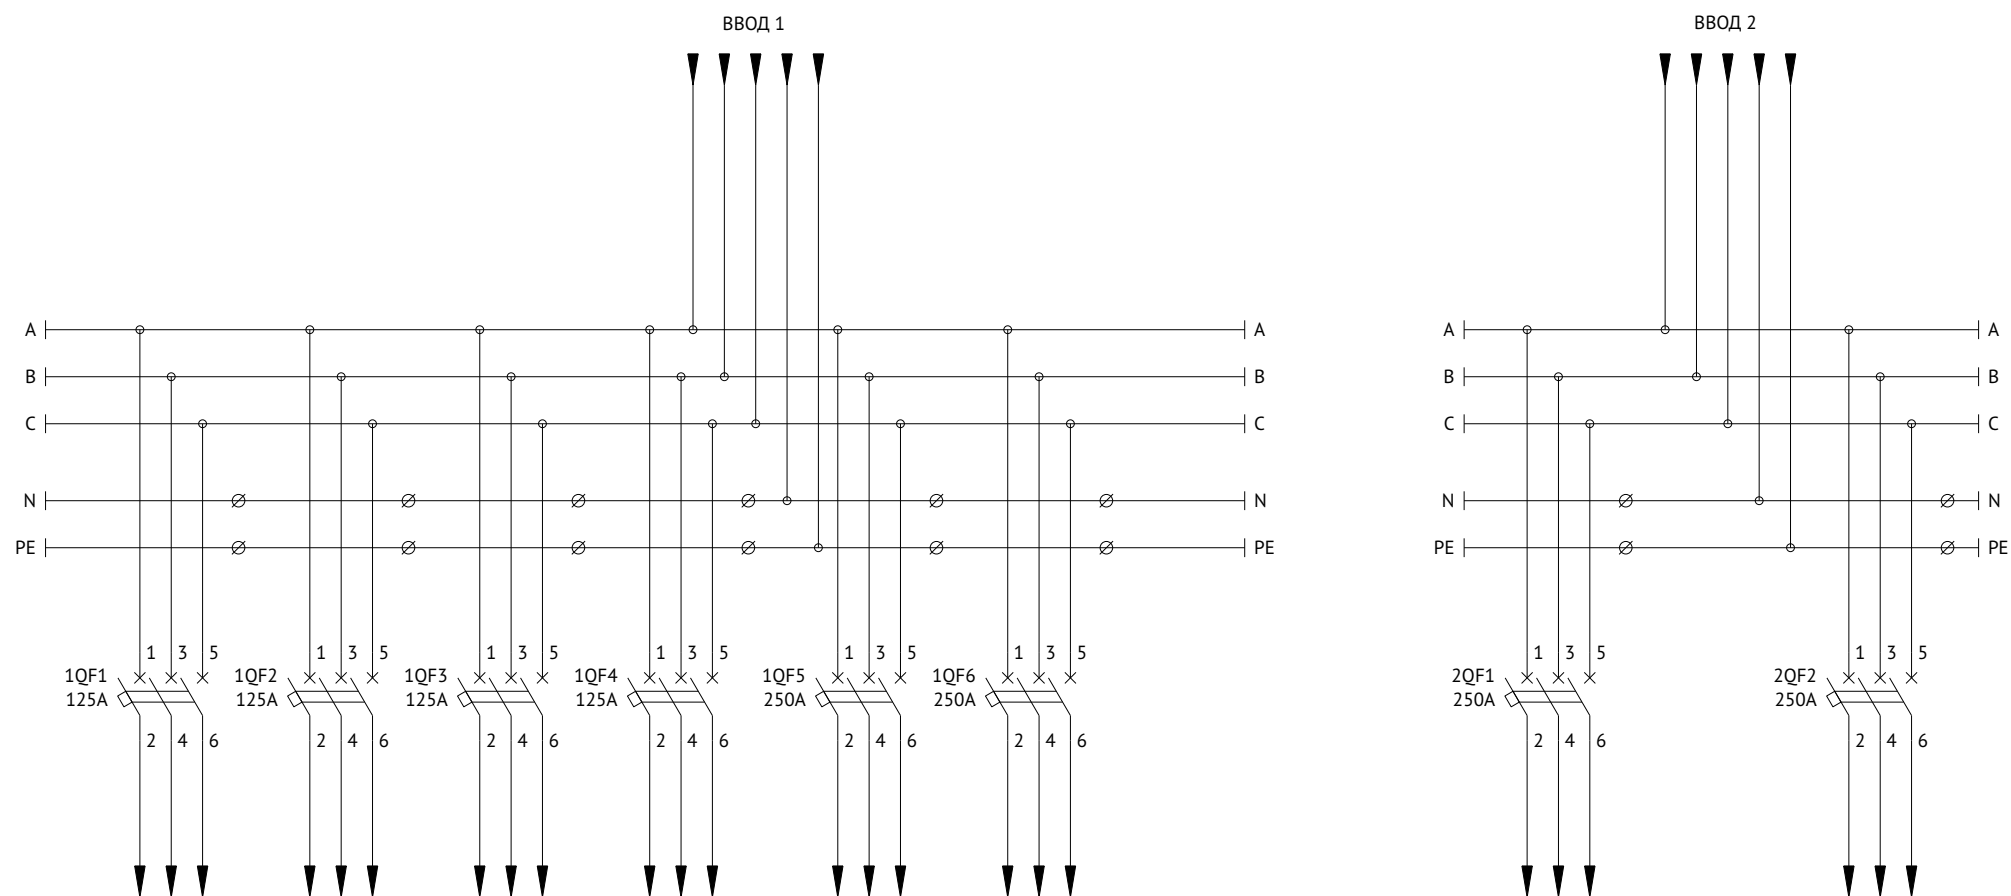 ВВОД 1
ВВОД 2
A A A A
B B B B
C C C C
N N N N
PE PE PE PE
1 3 5 1 3 5 1 3 5 1 3 5 1 3 5 1 3 5 1 3 5 1 3 5
1QF1 1QF2 1QF3 1QF4 1QF5 1QF6 2QF1 2QF2
125A 125A 125A 125A 250A 250A 250A 250A
2 4 6 2 4 6 2 4 6 2 4 6 2 4 6 2 4 6 2 4 6 2 4 6